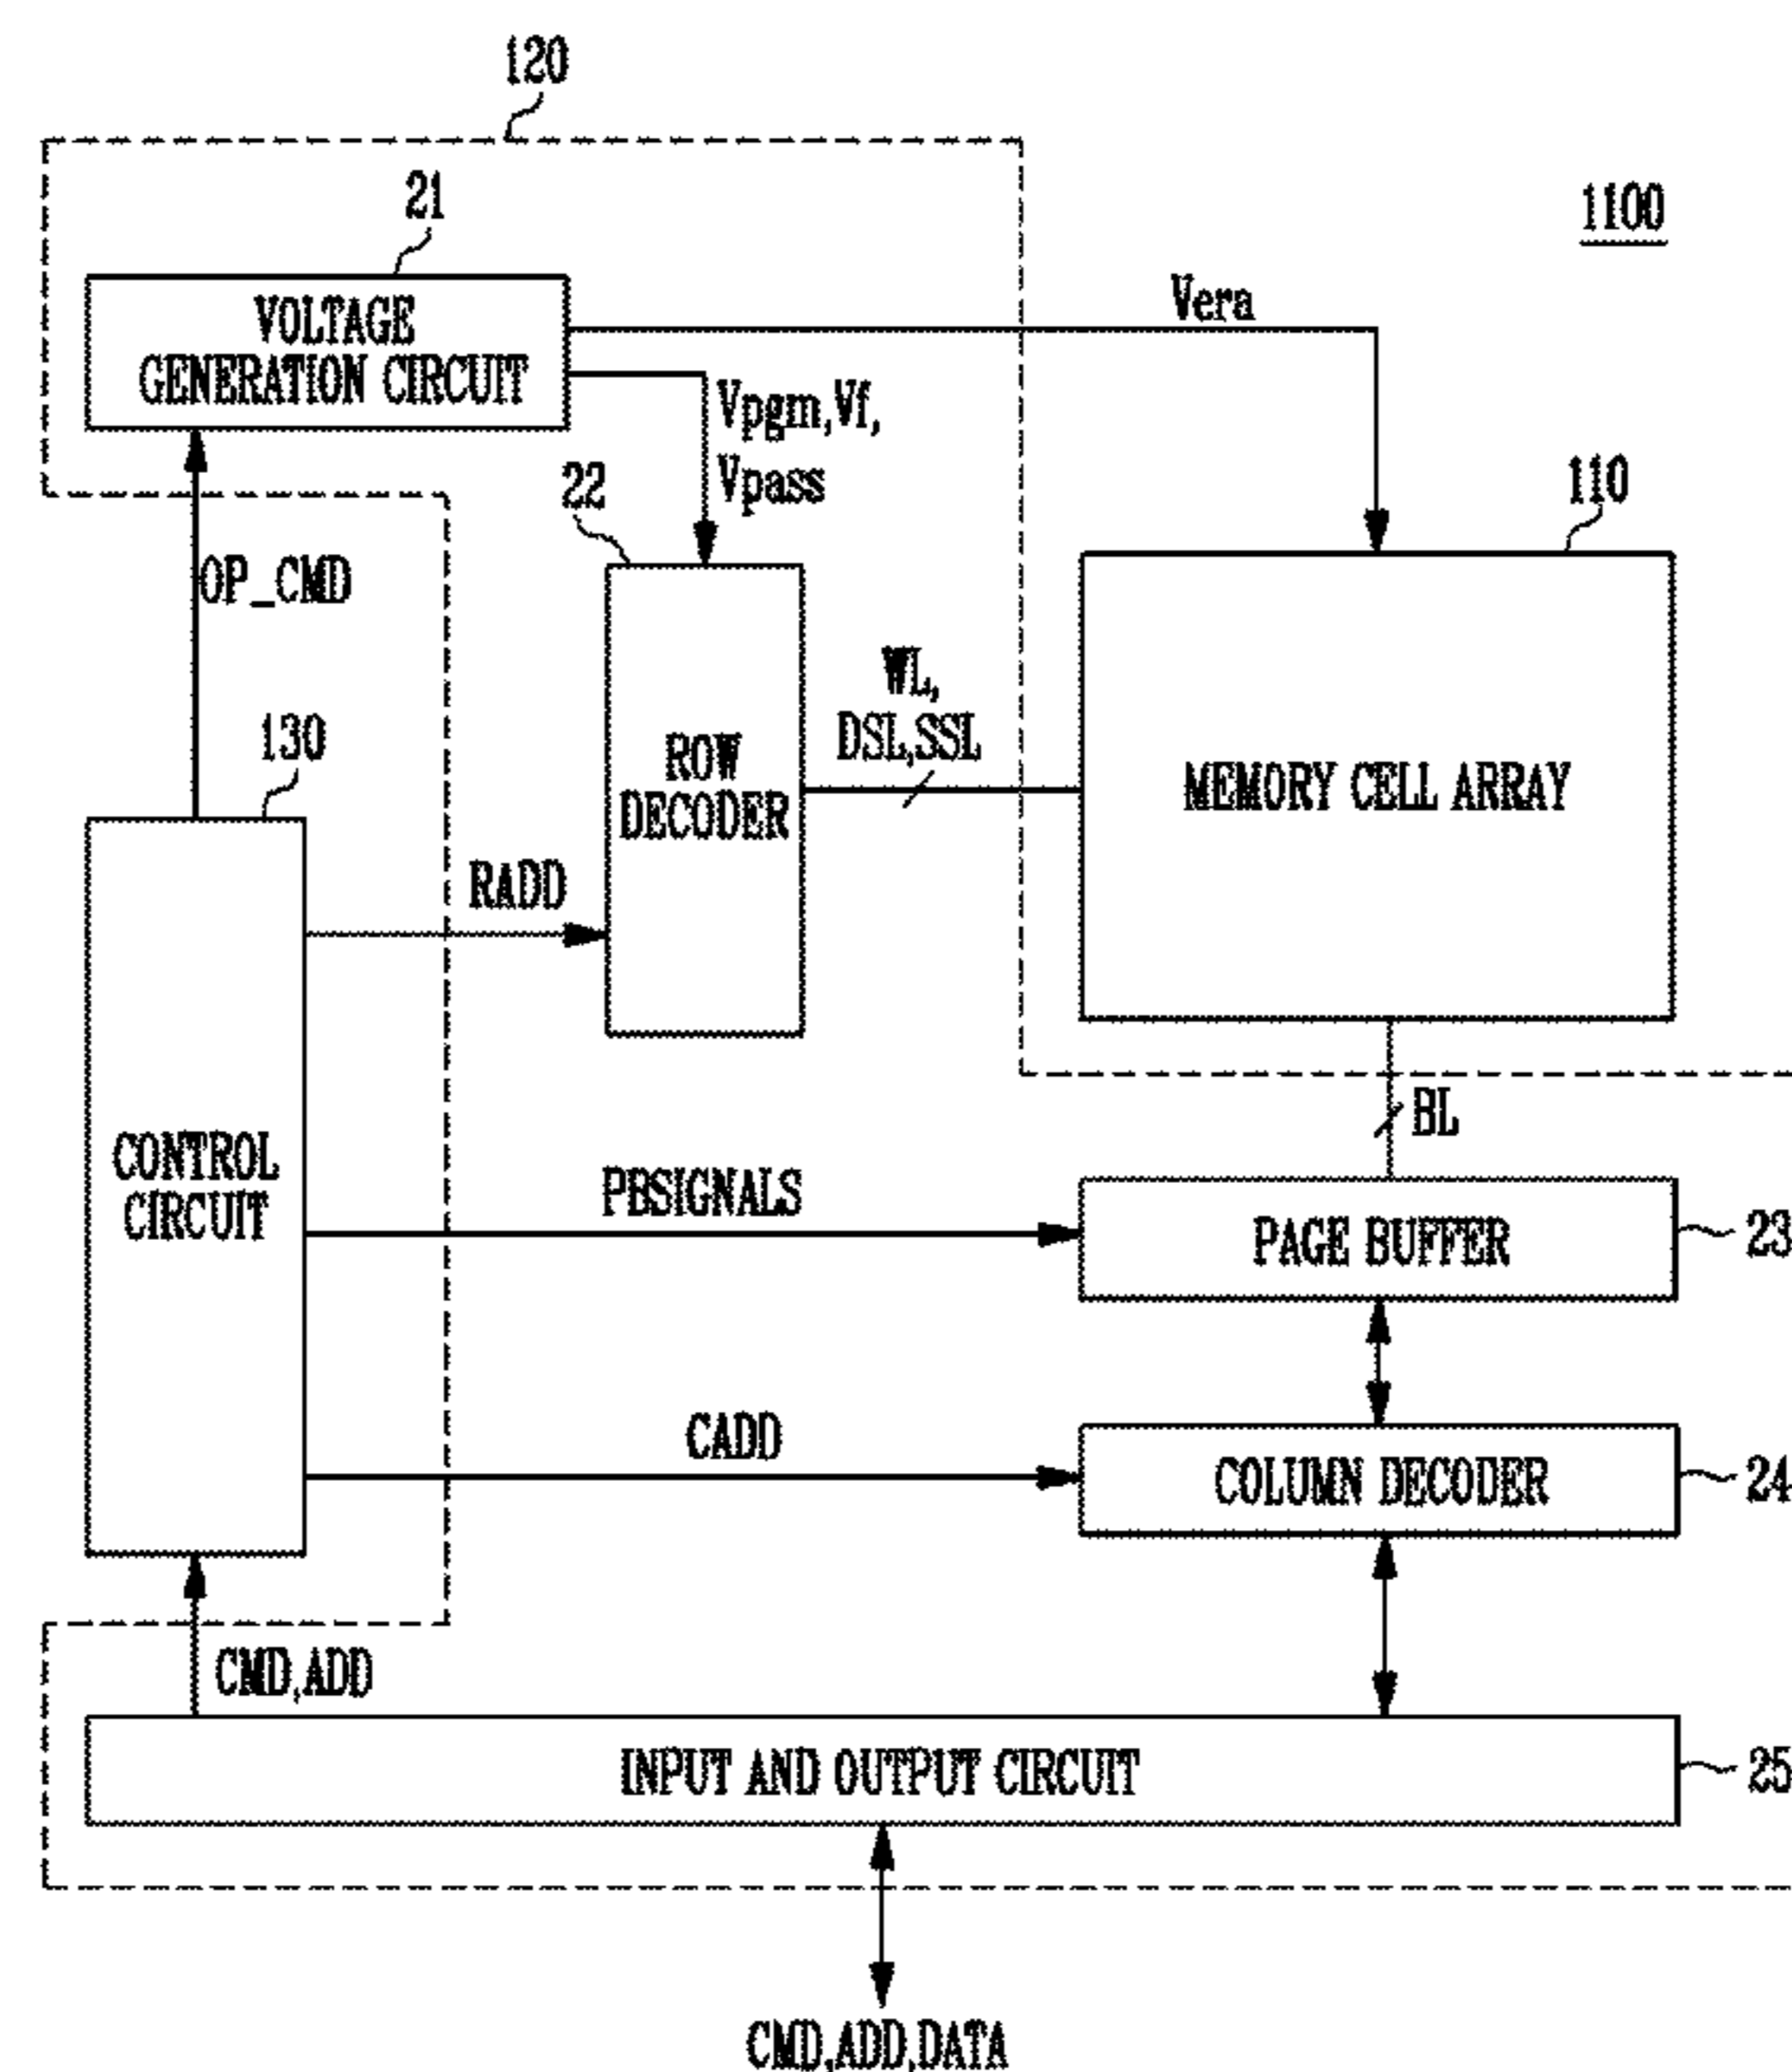 120
21
1100
VOLTAGE
GENERATION CIRCUIT
Vera
Vpgm,Vf,
Vpass
22
110
OP_CMD
WL,
DSL,SSL
ROW
DECODER
MEMORY CELL ARRAY
130
RADD
BL
CONTROL
CIRCUIT
PBSIGNALS
PAGE BUFFER
23
CADD
COLUMN DECODER
24
CMD,ADD
INPUT AND OUTPUT CIRCUIT
25
CMD,ADD,DATA